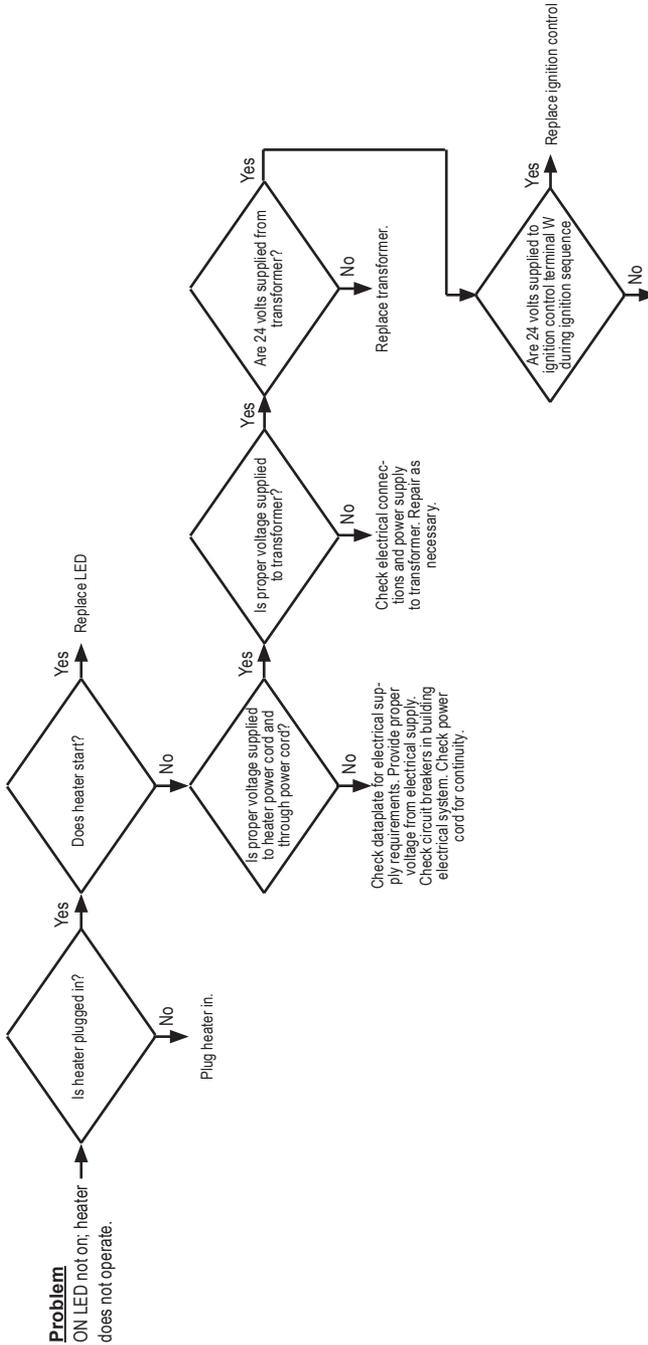 Problem
ON LED not on; heater
does not operate.
Is heater plugged in?
Yes
No
Plug heater in.
Does heater start?
Yes
Replace LED
No
Is proper voltage supplied
to heater power cord and
through power cord?
Yes
No
Check dataplate for electrical sup-
ply requirements. Provide proper
voltage from electrical supply.
Check circuit breakers in building
electrical system. Check power
cord for continuity.
Is proper voltage supplied
to transformer?
Yes
No
Check electrical connec-
tions and power supply
to transformer. Repair as
necessary.
Are 24 volts supplied from
transformer?
Yes
No
Replace transformer.
Are 24 volts supplied to
ignition control terminal W
during ignition sequence
Yes
Replace ignition control
No